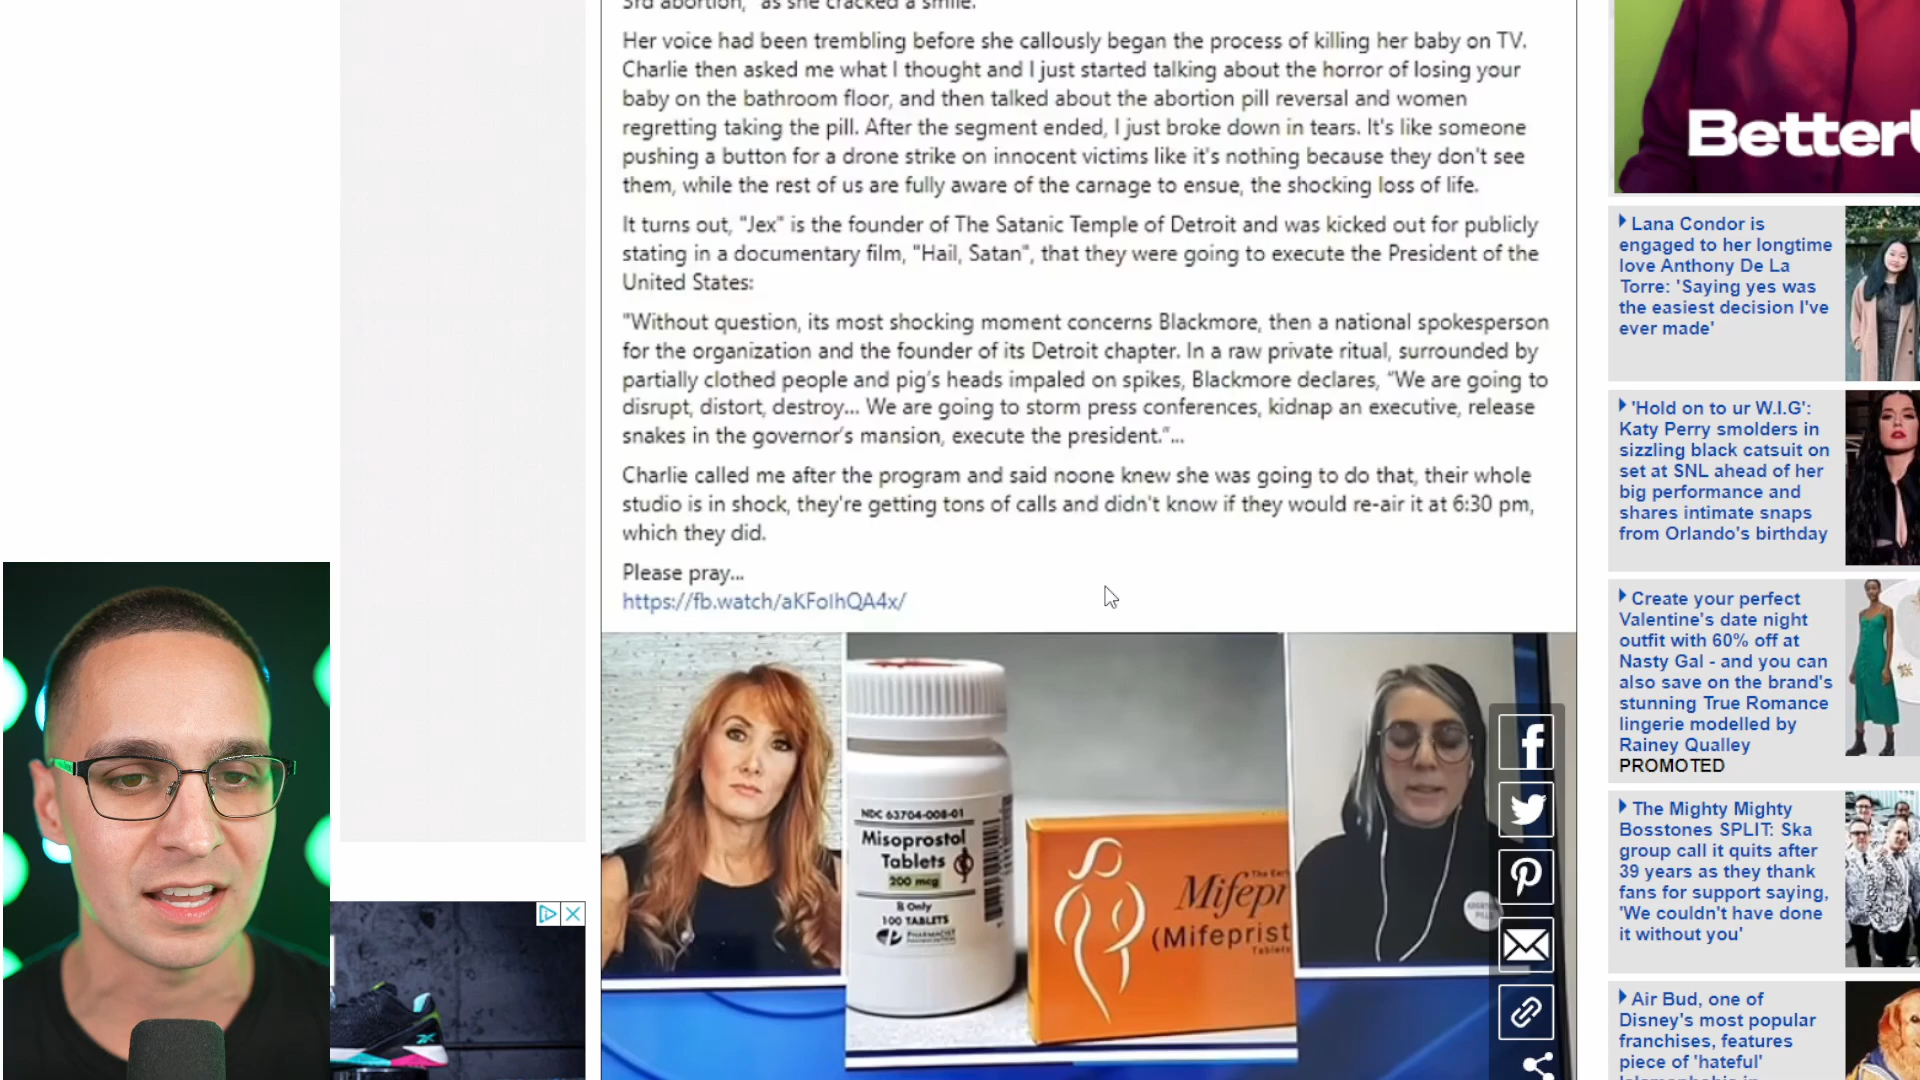 3rd abortion," as she cracked a smile.
Her voice had been trembling before she callously began the process of killing her baby on TV.
Charlie then asked me what I thought and I just started talking about the horror of losing your
baby on the bathroom floor, and then talked about the abortion pill reversal and women
regretting taking the pill. After the segment ended, I just broke down in tears. It's like someone
pushing a button for a drone strike on innocent victims like it's nothing because they don't see
them, while the rest of us are fully aware of the carnage to ensue, the shocking loss of life.
It turns out, "Jex" is the founder of The Satanic Temple of Detroit and was kicked out for publicly
stating in a documentary film, "Hail, Satan", that they were going to execute the President of the
United States:
"Without question, its most shocking moment concerns Blackmore, then a national spokesperson
for the organization and the founder of its Detroit chapter. In a raw private ritual, surrounded by
partially clothed people and pig's heads impaled on spikes, Blackmore declares, "We are going to
disrupt, distort, destroy... We are going to storm press conferences, kidnap an executive, release
snakes in the governor's mansion, execute the president."...
Charlie called me after the program and said noone knew she was going to do that, their whole
studio is in shock, they're getting tons of calls and didn't know if they would re-air it at 6:30 pm,
which they did.
Please pray...
https://fb.watch/aKFoIhQA4x/
NDC 63704-008-01
Misoprostol
Tablets
200 mcg
R Only
100 TABLETS
PHARMACIST
Mifepr
(Mifeprist
Tablets
Better
Lana Condor is
engaged to her longtime
love Anthony De La
Torre: 'Saying yes was
the easiest decision I've
ever made'
'Hold on to ur W.I.G':
Katy Perry smolders in
sizzling black catsuit on
set at SNL ahead of her
big performance and
shares intimate snaps
from Orlando's birthday
Create your perfect
Valentine's date night
outfit with 60% off at
Nasty Gal - and you can
also save on the brand's
stunning True Romance
lingerie modelled by
Rainey Qualley
PROMOTED
The Mighty Mighty
Bosstones SPLIT: Ska
group call it quits after
39 years as they thank
fans for support saying,
'We couldn't have done
it without you'
Air Bud, one of
Disney's most popular
franchises, features
piece of 'hateful'